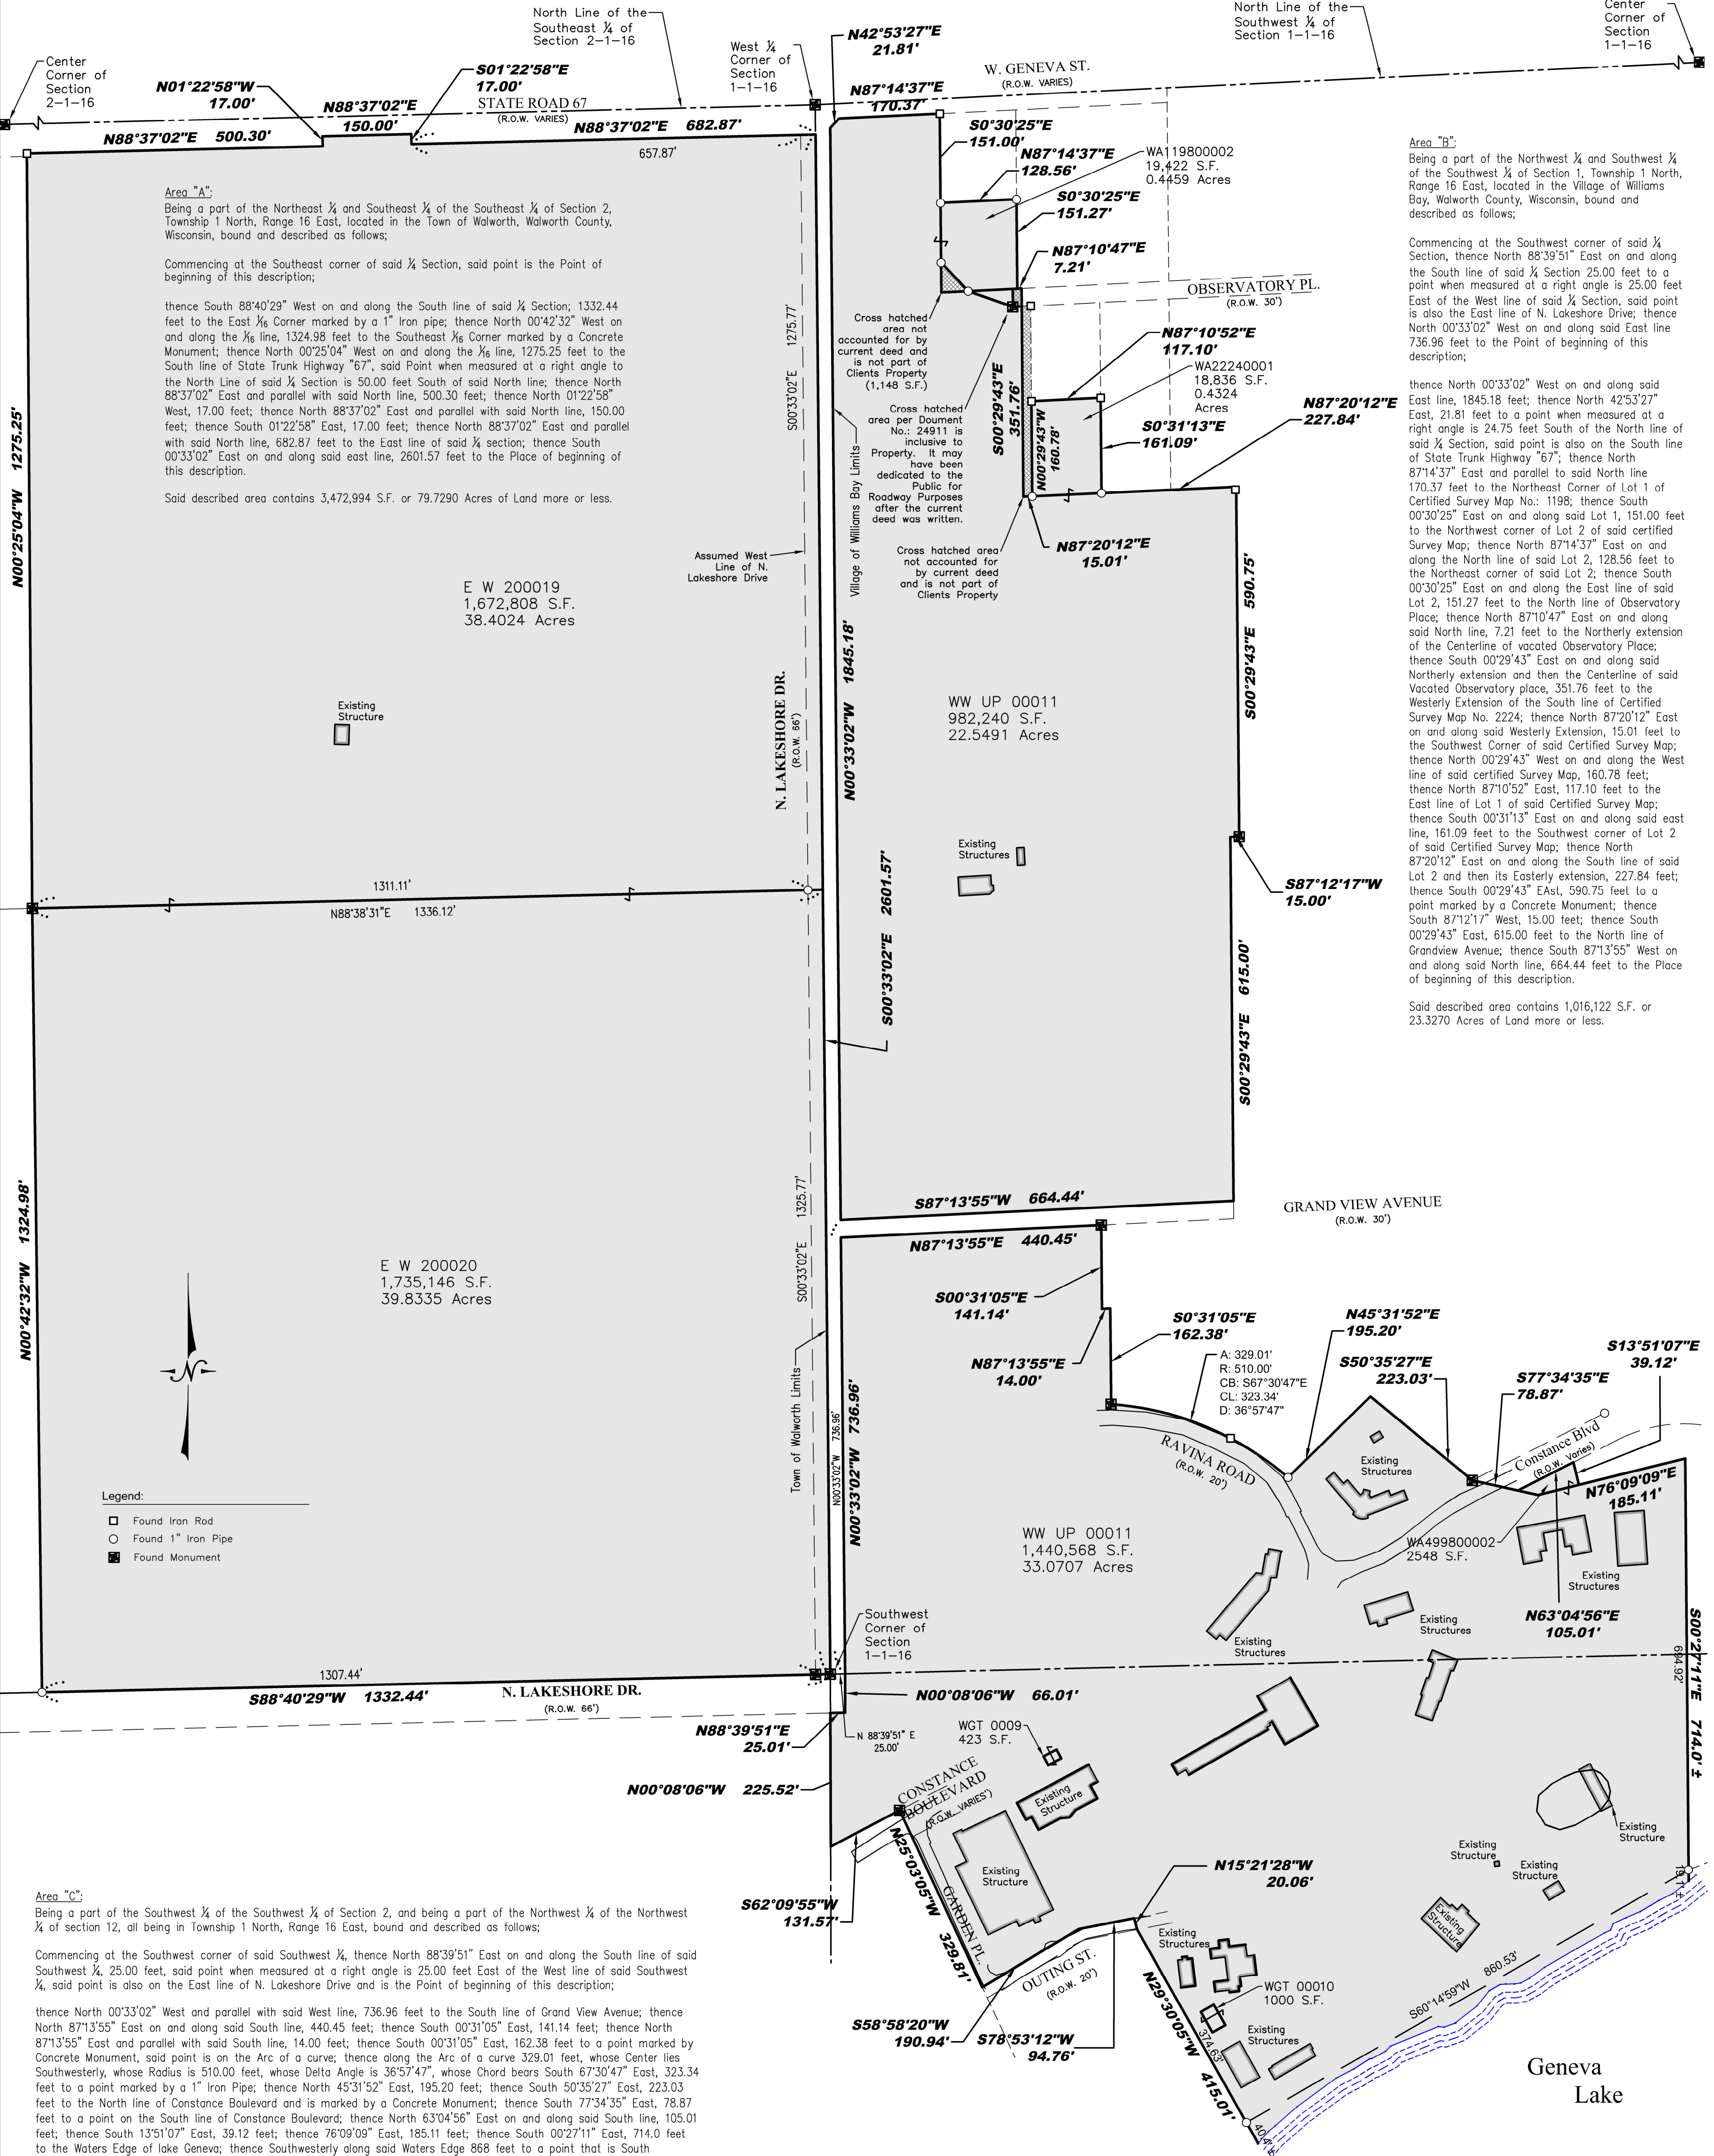 North Line of the
Southeast ¼ of
Section 2-1-16
North Line of the
Southwest ¼ of
Section 1-1-16
Center
Corner of
Section
1-1-16
Center
Corner of
Section
2-1-16
West ¼
Corner of
Section
1-1-16
N42°53'27"E
21.81'
W. GENEVA ST.
(R.O.W. VARIES)
N01°22'58"W
17.00'
S01°22'58"E
17.00'
STATE ROAD 67
(R.O.W. VARIES)
N87°14'37"E
170.37'
N88°37'02"E 500.30'
N88°37'02"E
150.00'
N88°37'02"E 682.87'
657.87'
S0°30'25"E
151.00'
N87°14'37"E
128.56'
WA119800002
19,422 S.F.
0.4459 Acres
S0°30'25"E
151.27'
N87°10'47"E
7.21'
OBSERVATORY PL.
(R.O.W. 30')
Area "A":
Being a part of the Northeast ¼ and Southeast ¼ of the Southeast ¼ of Section 2,
Township 1 North, Range 16 East, located in the Town of Walworth, Walworth County,
Wisconsin, bound and described as follows;
Commencing at the Southeast corner of said ¼ Section, said point is the Point of
beginning of this description;
thence South 88°40'29" West on and along the South line of said ¼ Section; 1332.44
feet to the East 1/16 Corner marked by a 1" Iron pipe; thence North 00°42'32" West on
and along the 1/16 line, 1324.98 feet to the Southeast 1/16 Corner marked by a Concrete
Monument; thence North 00°25'04" West on and along the 1/16 line, 1275.25 feet to the
South line of State Trunk Highway "67", said Point when measured at a right angle to
the North Line of said ¼ Section is 50.00 feet South of said North line; thence North
88°37'02" East and parallel with said North line, 500.30 feet; thence North 01°22'58"
West, 17.00 feet; thence North 88°37'02" East and parallel with said North line, 150.00
feet; thence South 01°22'58" East, 17.00 feet; thence North 88°37'02" East and parallel
with said North line, 682.87 feet to the East line of said ¼ section; thence South
00°33'02" East on and along said east line, 2601.57 feet to the Place of beginning of
this description.
Said described area contains 3,472,994 S.F. or 79.7290 Acres of Land more or less.
Area "B":
Being a part of the Northwest ¼ and Southwest ¼
of the Southwest ¼ of Section 1, Township 1 North,
Range 16 East, located in the Village of Williams
Bay, Walworth County, Wisconsin, bound and
described as follows;
Commencing at the Southwest corner of said ¼
Section, thence North 88°39'51" East on and along
the South line of said ¼ Section 25.00 feet to a
point when measured at a right angle is 25.00 feet
East of the West line of said ¼ Section, said point
is also the East line of N. Lakeshore Drive; thence
North 00°33'02" West on and along said East line
736.96 feet to the Point of beginning of this
description;
thence North 00°33'02" West on and along said
East line, 1845.18 feet; thence North 42°53'27"
East, 21.81 feet to a point when measured at a
right angle is 24.75 feet South of the North line of
said ¼ Section, said point is also on the South line
of State Trunk Highway "67"; thence North
87°14'37" East and parallel to said North line
170.37 feet to the Northeast Corner of Lot 1 of
Certified Survey Map No.: 1198; thence South
00°30'25" East on and along said Lot 1, 151.00 feet
to the Northwest corner of Lot 2 of said certified
Survey Map; thence North 87°14'37" East on and
along the North line of said Lot 2, 128.56 feet to
the Northeast corner of said Lot 2; thence South
00°30'25" East on and along the East line of said
Lot 2, 151.27 feet to the North line of Observatory
Place; thence North 87°10'47" East on and along
said North line, 7.21 feet to the Northerly extension
of the Centerline of vacated Observatory Place;
thence South 00°29'43" East on and along said
Northerly extension and then the Centerline of said
Vacated Observatory place, 351.76 feet to the
Westerly Extension of the South line of Certified
Survey Map No. 2224; thence North 87°20'12" East
on and along said Westerly Extension, 15.01 feet to
the Southwest Corner of said Certified Survey Map;
thence North 00°29'43" West on and along the West
line of said certified Survey Map, 160.78 feet;
thence North 87°10'52" East, 117.10 feet to the
East line of Lot 1 of said Certified Survey Map;
thence South 00°31'13" East on and along said east
line, 161.09 feet to the Southwest corner of Lot 2
of said Certified Survey Map; thence North
87°20'12" East on and along the South line of said
Lot 2 and then its Easterly extension, 227.84 feet;
thence South 00°29'43" EAst, 590.75 feet to a
point marked by a Concrete Monument; thence
South 87°12'17" West, 15.00 feet; thence South
00°29'43" East, 615.00 feet to the North line of
Grandview Avenue; thence South 87°13'55" West on
and along said North line, 664.44 feet to the Place
of beginning of this description.
Said described area contains 1,016,122 S.F. or
23.3270 Acres of Land more or less.
Cross hatched
area not
accounted for by
current deed and
is not part of
Clients Property
(1,148 S.F.)
Cross hatched
area per Doument
No.: 24911 is
inclusive to
Property. It may
have been
dedicated to the
Public for
Roadway Purposes
after the current
deed was written.
Cross hatched area
not accounted for
by current deed
and is not part of
Clients Property
S00°29'43"E
351.76'
N00°29'43"W
160.78'
N87°10'52"E
117.10'
WA22240001
18,836 S.F.
0.4324
Acres
S0°31'13"E
161.09'
N87°20'12"E
227.84'
N87°20'12"E
15.01'
N00°25'04"W 1275.25'
S00°33'02"E 1275.77'
Village of Williams Bay Limits
Assumed West
Line of N.
Lakeshore Drive
E W 200019
1,672,808 S.F.
38.4024 Acres
Existing
Structure
N. LAKESHORE DR.
(R.O.W. 66')
N00°33'02"W 1845.18'
S00°33'02"E 2601.57'
WW UP 00011
982,240 S.F.
22.5491 Acres
Existing
Structures
S00°29'43"E 590.75'
S87°12'17"W
15.00'
S00°29'43"E 615.00'
1311.11'
N88°38'31"E 1336.12'
S87°13'55"W 664.44'
GRAND VIEW AVENUE
(R.O.W. 30')
N87°13'55"E 440.45'
N00°42'32"W 1324.98'
E W 200020
1,735,146 S.F.
39.8335 Acres
N
S00°33'02"E 1325.77'
Town of Walworth Limits
N00°33'02"W 736.96'
N00°33'02"W 736.96'
Legend:
Found Iron Rod
Found 1" Iron Pipe
Found Monument
S00°31'05"E
141.14'
N87°13'55"E
14.00'
S0°31'05"E
162.38'
A: 329.01'
R: 510.00'
CB: S67°30'47"E
CL: 323.34'
D: 36°57'47"
N45°31'52"E
195.20'
S50°35'27"E
223.03'
S77°34'35"E
78.87'
S13°51'07"E
39.12'
Constance Blvd
(R.O.W. Varies)
N76°09'09"E
185.11'
RAVINA ROAD
(R.O.W. 20')
Existing
Structures
WW UP 00011
1,440,568 S.F.
33.0707 Acres
WA499800002
2548 S.F.
Existing
Structures
N63°04'56"E
105.01'
Existing
Structures
Existing
Structures
S00°27'11"E 714.0' ±
694.92'
19.1' ±
Southwest
Corner of
Section
1-1-16
1307.44'
S88°40'29"W 1332.44'
N. LAKESHORE DR.
(R.O.W. 66')
N00°08'06"W 66.01'
N88°39'51"E
25.01'
N 88°39'51" E
25.00'
WGT 0009
423 S.F.
N00°08'06"W 225.52'
CONSTANCE
BOULEVARD
(R.O.W. VARIES')
Existing
Structure
Existing
Structure
N25°03'05"W 329.81'
GARDEN PL.
S62°09'55"W
131.57'
N15°21'28"W
20.06'
OUTING ST.
(R.O.W. 20')
S58°58'20"W
190.94'
S78°53'12"W
94.76'
Existing
Structures
N29°30'05"W 415.01'
374.63'
WGT 00010
1000 S.F.
Existing
Structures
Existing
Structure
Existing
Structure
Existing
Structure
Existing
Structure
S60°14'59"W 860.53'
Geneva
Lake
Area "C":
Being a part of the Southwest ¼ of the Southwest ¼ of Section 2, and being a part of the Northwest ¼ of the Northwest
¼ of section 12, all being in Township 1 North, Range 16 East, bound and described as follows;
Commencing at the Southwest corner of said Southwest ¼, thence North 88°39'51" East on and along the South line of said
Southwest ¼, 25.00 feet, said point when measured at a right angle is 25.00 feet East of the West line of said Southwest
¼, said point is also on the East line of N. Lakeshore Drive and is the Point of beginning of this description;
thence North 00°33'02" West and parallel with said West line, 736.96 feet to the South line of Grand View Avenue; thence
North 87°13'55" East on and along said South line, 440.45 feet; thence South 00°31'05" East, 141.14 feet; thence North
87°13'55" East and parallel with said South line, 14.00 feet; thence South 00°31'05" East, 162.38 feet to a point marked by
Concrete Monument, said point is on the Arc of a curve; thence along the Arc of a curve 329.01 feet, whose Center lies
Southwesterly, whose Radius is 510.00 feet, whose Delta Angle is 36°57'47", whose Chord bears South 67°30'47" East, 323.34
feet to a point marked by a 1" Iron Pipe; thence North 45°31'52" East, 195.20 feet; thence South 50°35'27" East, 223.03
feet to the North line of Constance Boulevard and is marked by a Concrete Monument; thence South 77°34'35" East, 78.87
feet to a point on the South line of Constance Boulevard; thence North 63°04'56" East on and along said South line, 105.01
feet; thence South 13°51'07" East, 39.12 feet; thence 76°09'09" East, 185.11 feet; thence South 00°27'11" East, 714.0 feet
to the Waters Edge of lake Geneva; thence Southwesterly along said Waters Edge 868 feet to a point that is South